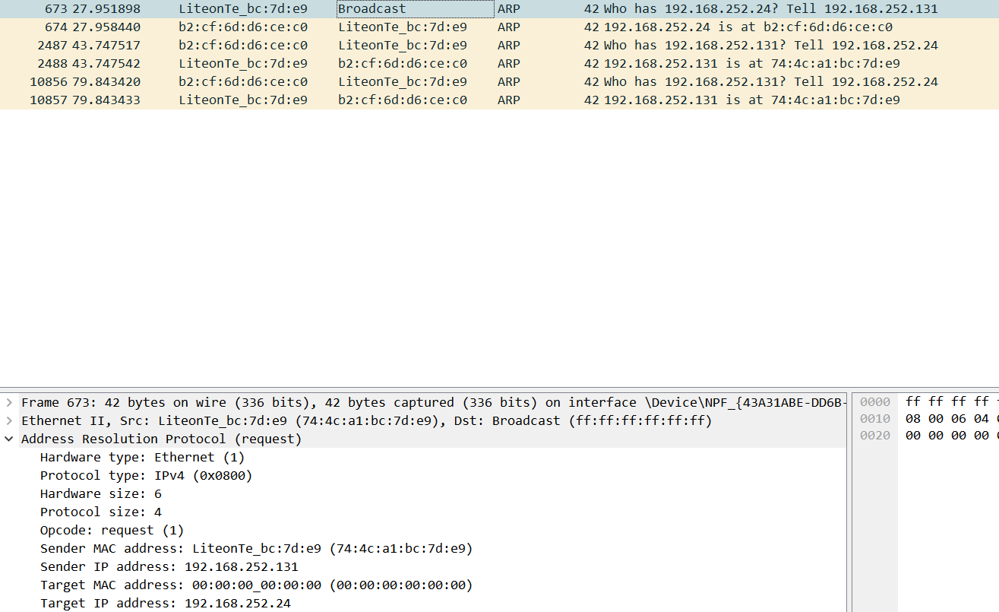 673 27.951898 LiteonTe_bc:7d:e9 Broadcast ARP 42 Who has 192.168.252.24? Tell 192.168.252.131
674 27.958440 b2:cf:6d:d6:ce:c0 LiteonTe_bc:7d:e9 ARP 42 192.168.252.24 is at b2:cf:6d:d6:ce:c0
2487 43.747517 b2:cf:6d:d6:ce:c0 LiteonTe_bc:7d:e9 ARP 42 Who has 192.168.252.131? Tell 192.168.252.24
2488 43.747542 LiteonTe_bc:7d:e9 b2:cf:6d:d6:ce:c0 ARP 42 192.168.252.131 is at 74:4c:a1:bc:7d:e9
10856 79.843420 b2:cf:6d:d6:ce:c0 LiteonTe_bc:7d:e9 ARP 42 Who has 192.168.252.131? Tell 192.168.252.24
10857 79.843433 LiteonTe_bc:7d:e9 b2:cf:6d:d6:ce:c0 ARP 42 192.168.252.131 is at 74:4c:a1:bc:7d:e9
Frame 673: 42 bytes on wire (336 bits), 42 bytes captured (336 bits) on interface \Device\NPF_{43A31ABE-DD6B-
Ethernet II, Src: LiteonTe_bc:7d:e9 (74:4c:a1:bc:7d:e9), Dst: Broadcast (ff:ff:ff:ff:ff:ff)
Address Resolution Protocol (request)
Hardware type: Ethernet (1)
Protocol type: IPv4 (0x0800)
Hardware size: 6
Protocol size: 4
Opcode: request (1)
Sender MAC address: LiteonTe_bc:7d:e9 (74:4c:a1:bc:7d:e9)
Sender IP address: 192.168.252.131
Target MAC address: 00:00:00_00:00:00 (00:00:00:00:00:00)
Target IP address: 192.168.252.24
0000 ff ff ff ff
0010 08 00 06 04
0020 00 00 00 00